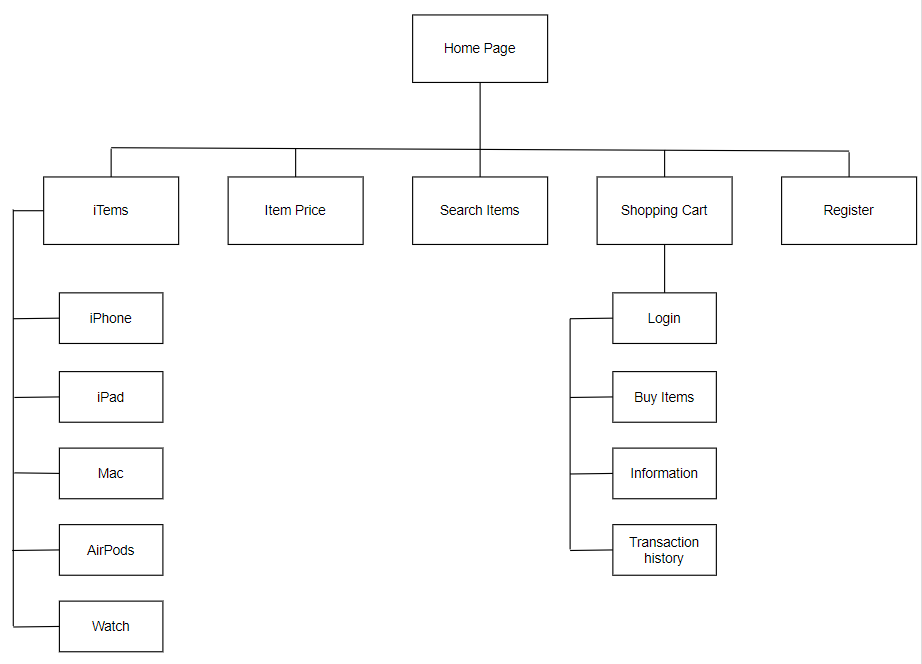 Home Page
iTems
Item Price
Search Items
Shopping Cart
Register
iPhone
Login
iPad
Buy Items
Mac
Information
AirPods
Transaction
history
Watch